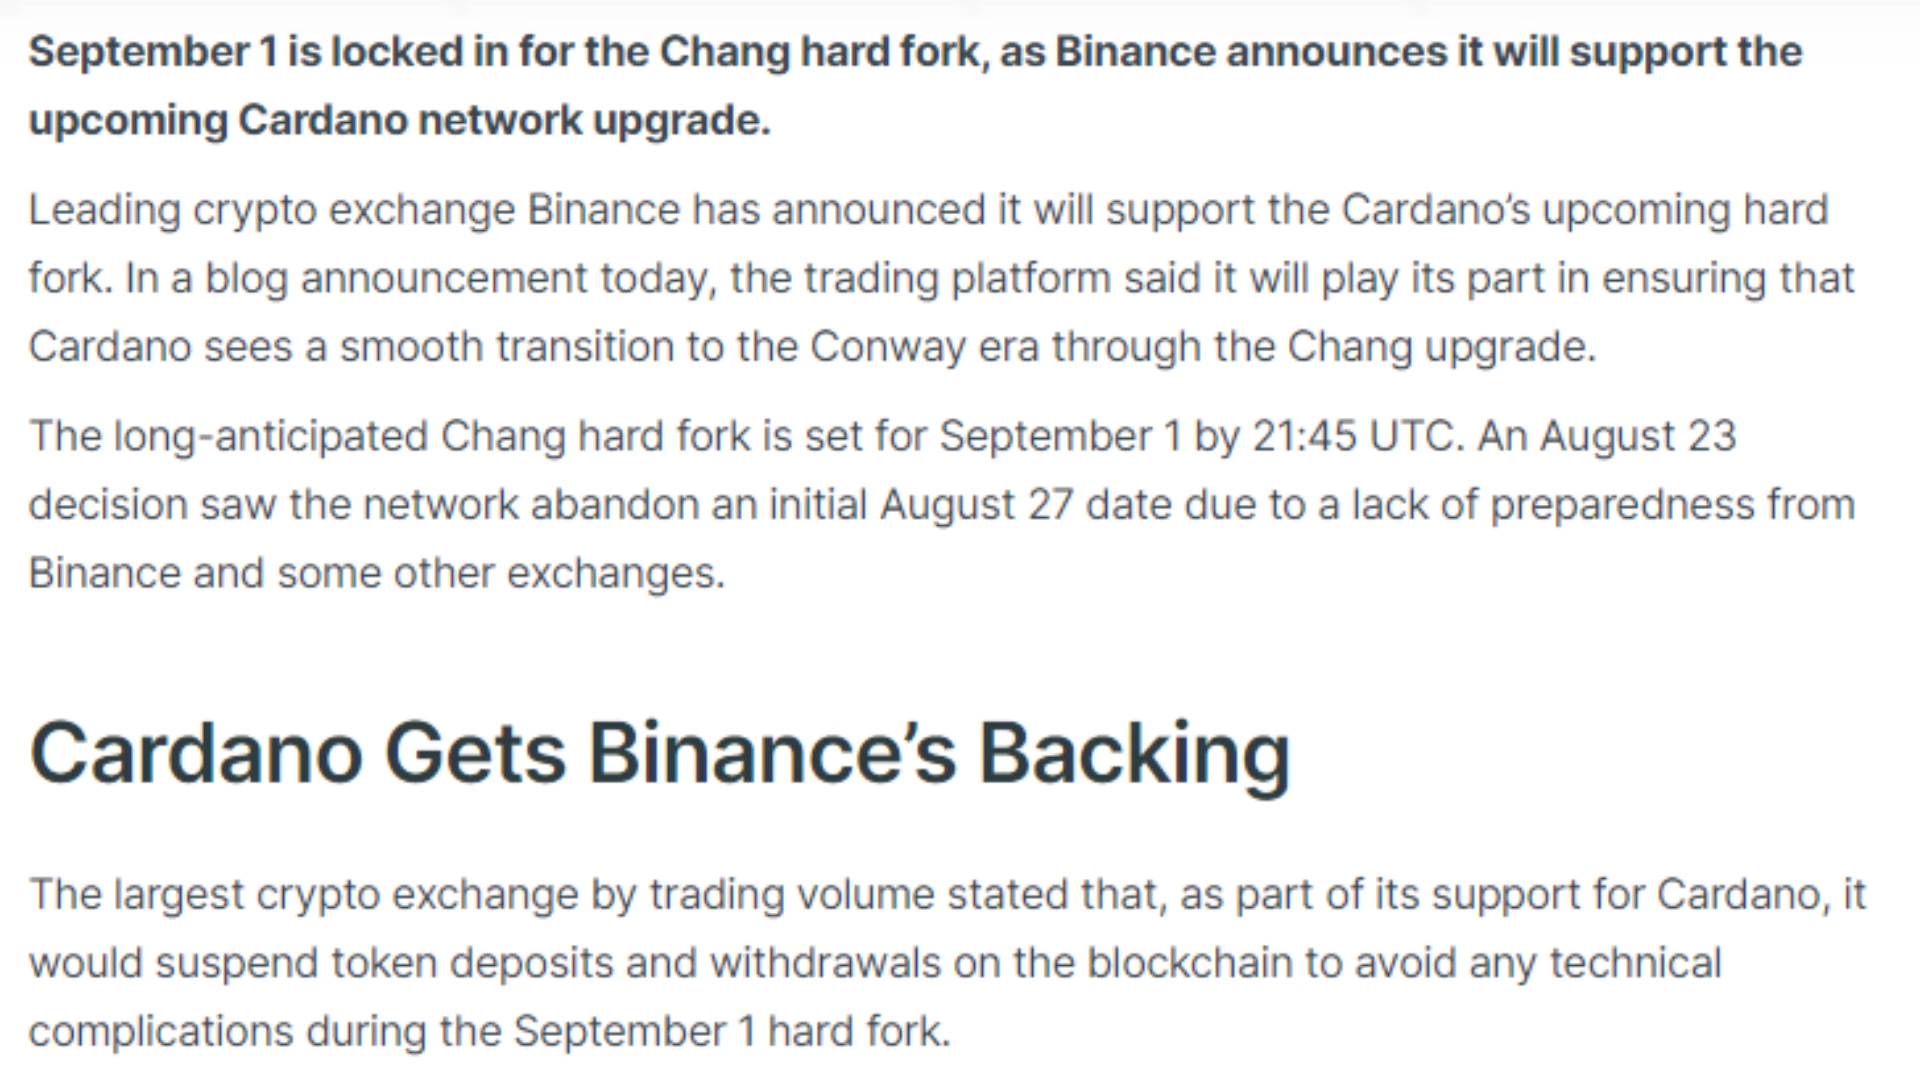 September 1 is locked in for the Chang hard fork, as Binance announces it will support the
upcoming Cardano network upgrade.
Leading crypto exchange Binance has announced it will support the Cardano’s upcoming hard
fork. In a blog announcement today, the trading platform said it will play its part in ensuring that
Cardano sees a smooth transition to the Conway era through the Chang upgrade.
The long-anticipated Chang hard fork is set for September 1 by 21:45 UTC. An August 23
decision saw the network abandon an initial August 27 date due to a lack of preparedness from
Binance and some other exchanges.
Cardano Gets Binance’s Backing
The largest crypto exchange by trading volume stated that, as part of its support for Cardano, it
would suspend token deposits and withdrawals on the blockchain to avoid any technical
complications during the September 1 hard fork.